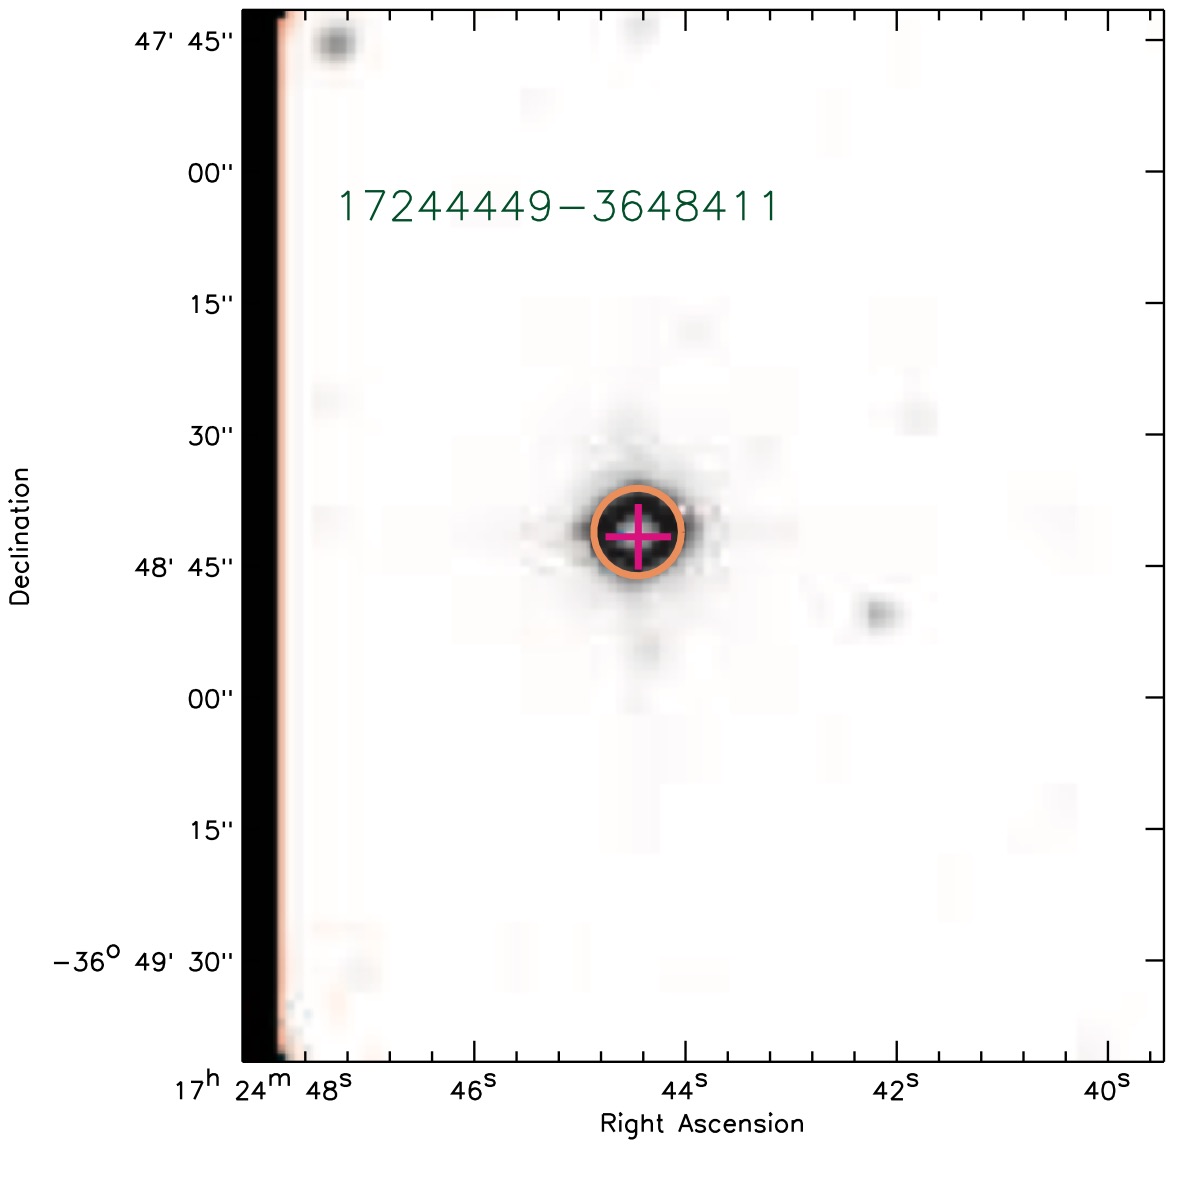 47' 45"
00"
17244449-3648411
15"
30"
Declination
48' 45"
00"
15"
-36° 49' 30"
17h 24m 48s 46s 44s 42s 40s
Right Ascension